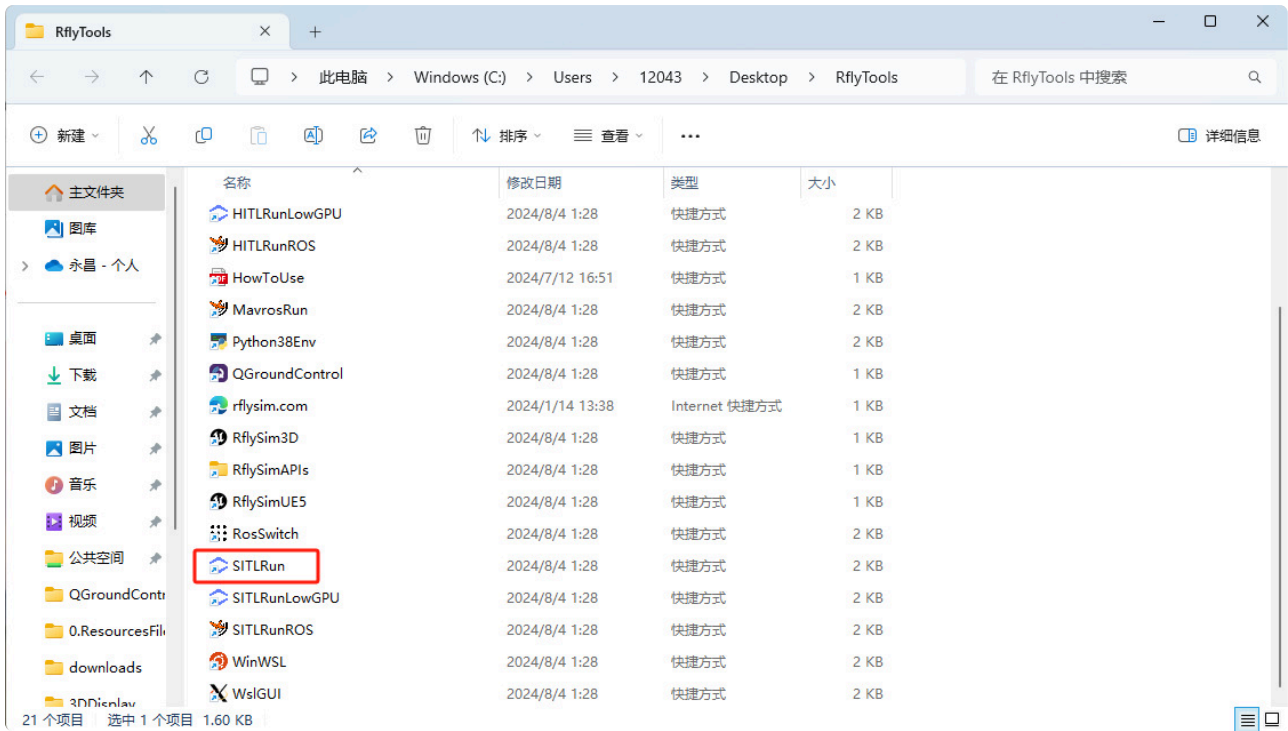 RflyTools
此电脑 > Windows (C:) > Users > 12043 > Desktop > RflyTools 在 RflyTools 中搜索
新建 排序 查看 ... 详细信息
名称 修改日期 类型 大小
主文件夹
图库
永昌 - 个人
桌面
下载
文档
图片
音乐
视频
公共空间
QGroundContr
0.ResourcesFil
downloads
3DDisplay
HITLRunLowGPU 2024/8/4 1:28 快捷方式 2 KB
HITLRunROS 2024/8/4 1:28 快捷方式 2 KB
HowToUse 2024/7/12 16:51 快捷方式 1 KB
MavrosRun 2024/8/4 1:28 快捷方式 2 KB
Python38Env 2024/8/4 1:28 快捷方式 2 KB
QGroundControl 2024/8/4 1:28 快捷方式 1 KB
rflysim.com 2024/1/14 13:38 Internet 快捷方式 1 KB
RflySim3D 2024/8/4 1:28 快捷方式 1 KB
RflySimAPIs 2024/8/4 1:28 快捷方式 1 KB
RflySimUE5 2024/8/4 1:28 快捷方式 1 KB
RosSwitch 2024/8/4 1:28 快捷方式 2 KB
SITLRun 2024/8/4 1:28 快捷方式 2 KB
SITLRunLowGPU 2024/8/4 1:28 快捷方式 2 KB
SITLRunROS 2024/8/4 1:28 快捷方式 2 KB
WinWSL 2024/8/4 1:28 快捷方式 2 KB
WslGUI 2024/8/4 1:28 快捷方式 2 KB
21 个项目 选中 1 个项目 1.60 KB